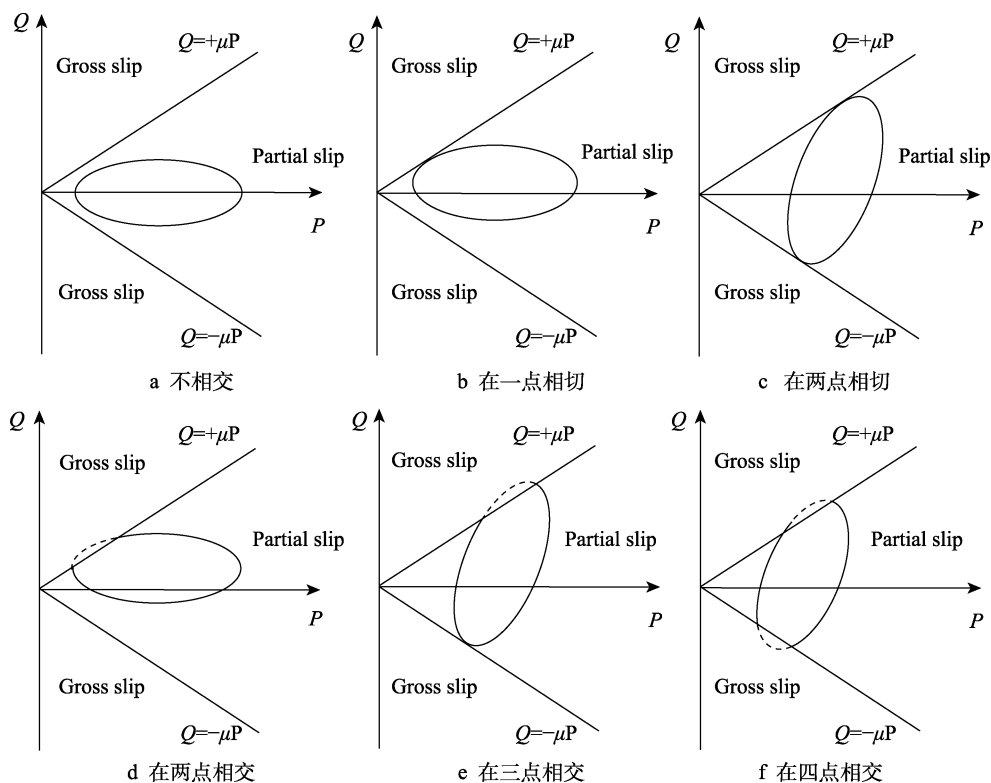 Q
Q=+μP
Gross slip
Partial slip
P
Gross slip
Q=−μP
a 不相交
Q
Q=+μP
Gross slip
Partial slip
P
Gross slip
Q=−μP
b 在一点相切
Q
Q=+μP
Gross slip
Partial slip
P
Gross slip
Q=−μP
c 在两点相切
Q
Q=+μP
Gross slip
Partial slip
P
Gross slip
Q=−μP
d 在两点相交
Q
Q=+μP
Gross slip
Partial slip
P
Gross slip
Q=−μP
e 在三点相交
Q
Q=+μP
Gross slip
Partial slip
P
Gross slip
Q=−μP
f 在四点相交